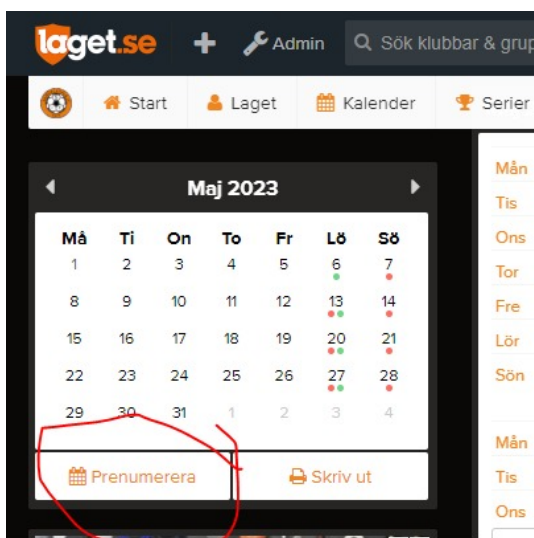 laget.se + Admin Sök klubbar & grup
Start Laget Kalender Serier
Maj 2023
Må Ti On To Fr Lö Sö
1 2 3 4 5 6 7
8 9 10 11 12 13 14
15 16 17 18 19 20 21
22 23 24 25 26 27 28
29 30 31 1 2 3 4
Prenumerera Skriv ut
Mån
Tis
Ons
Tor
Fre
Lör
Sön
Mån
Tis
Ons